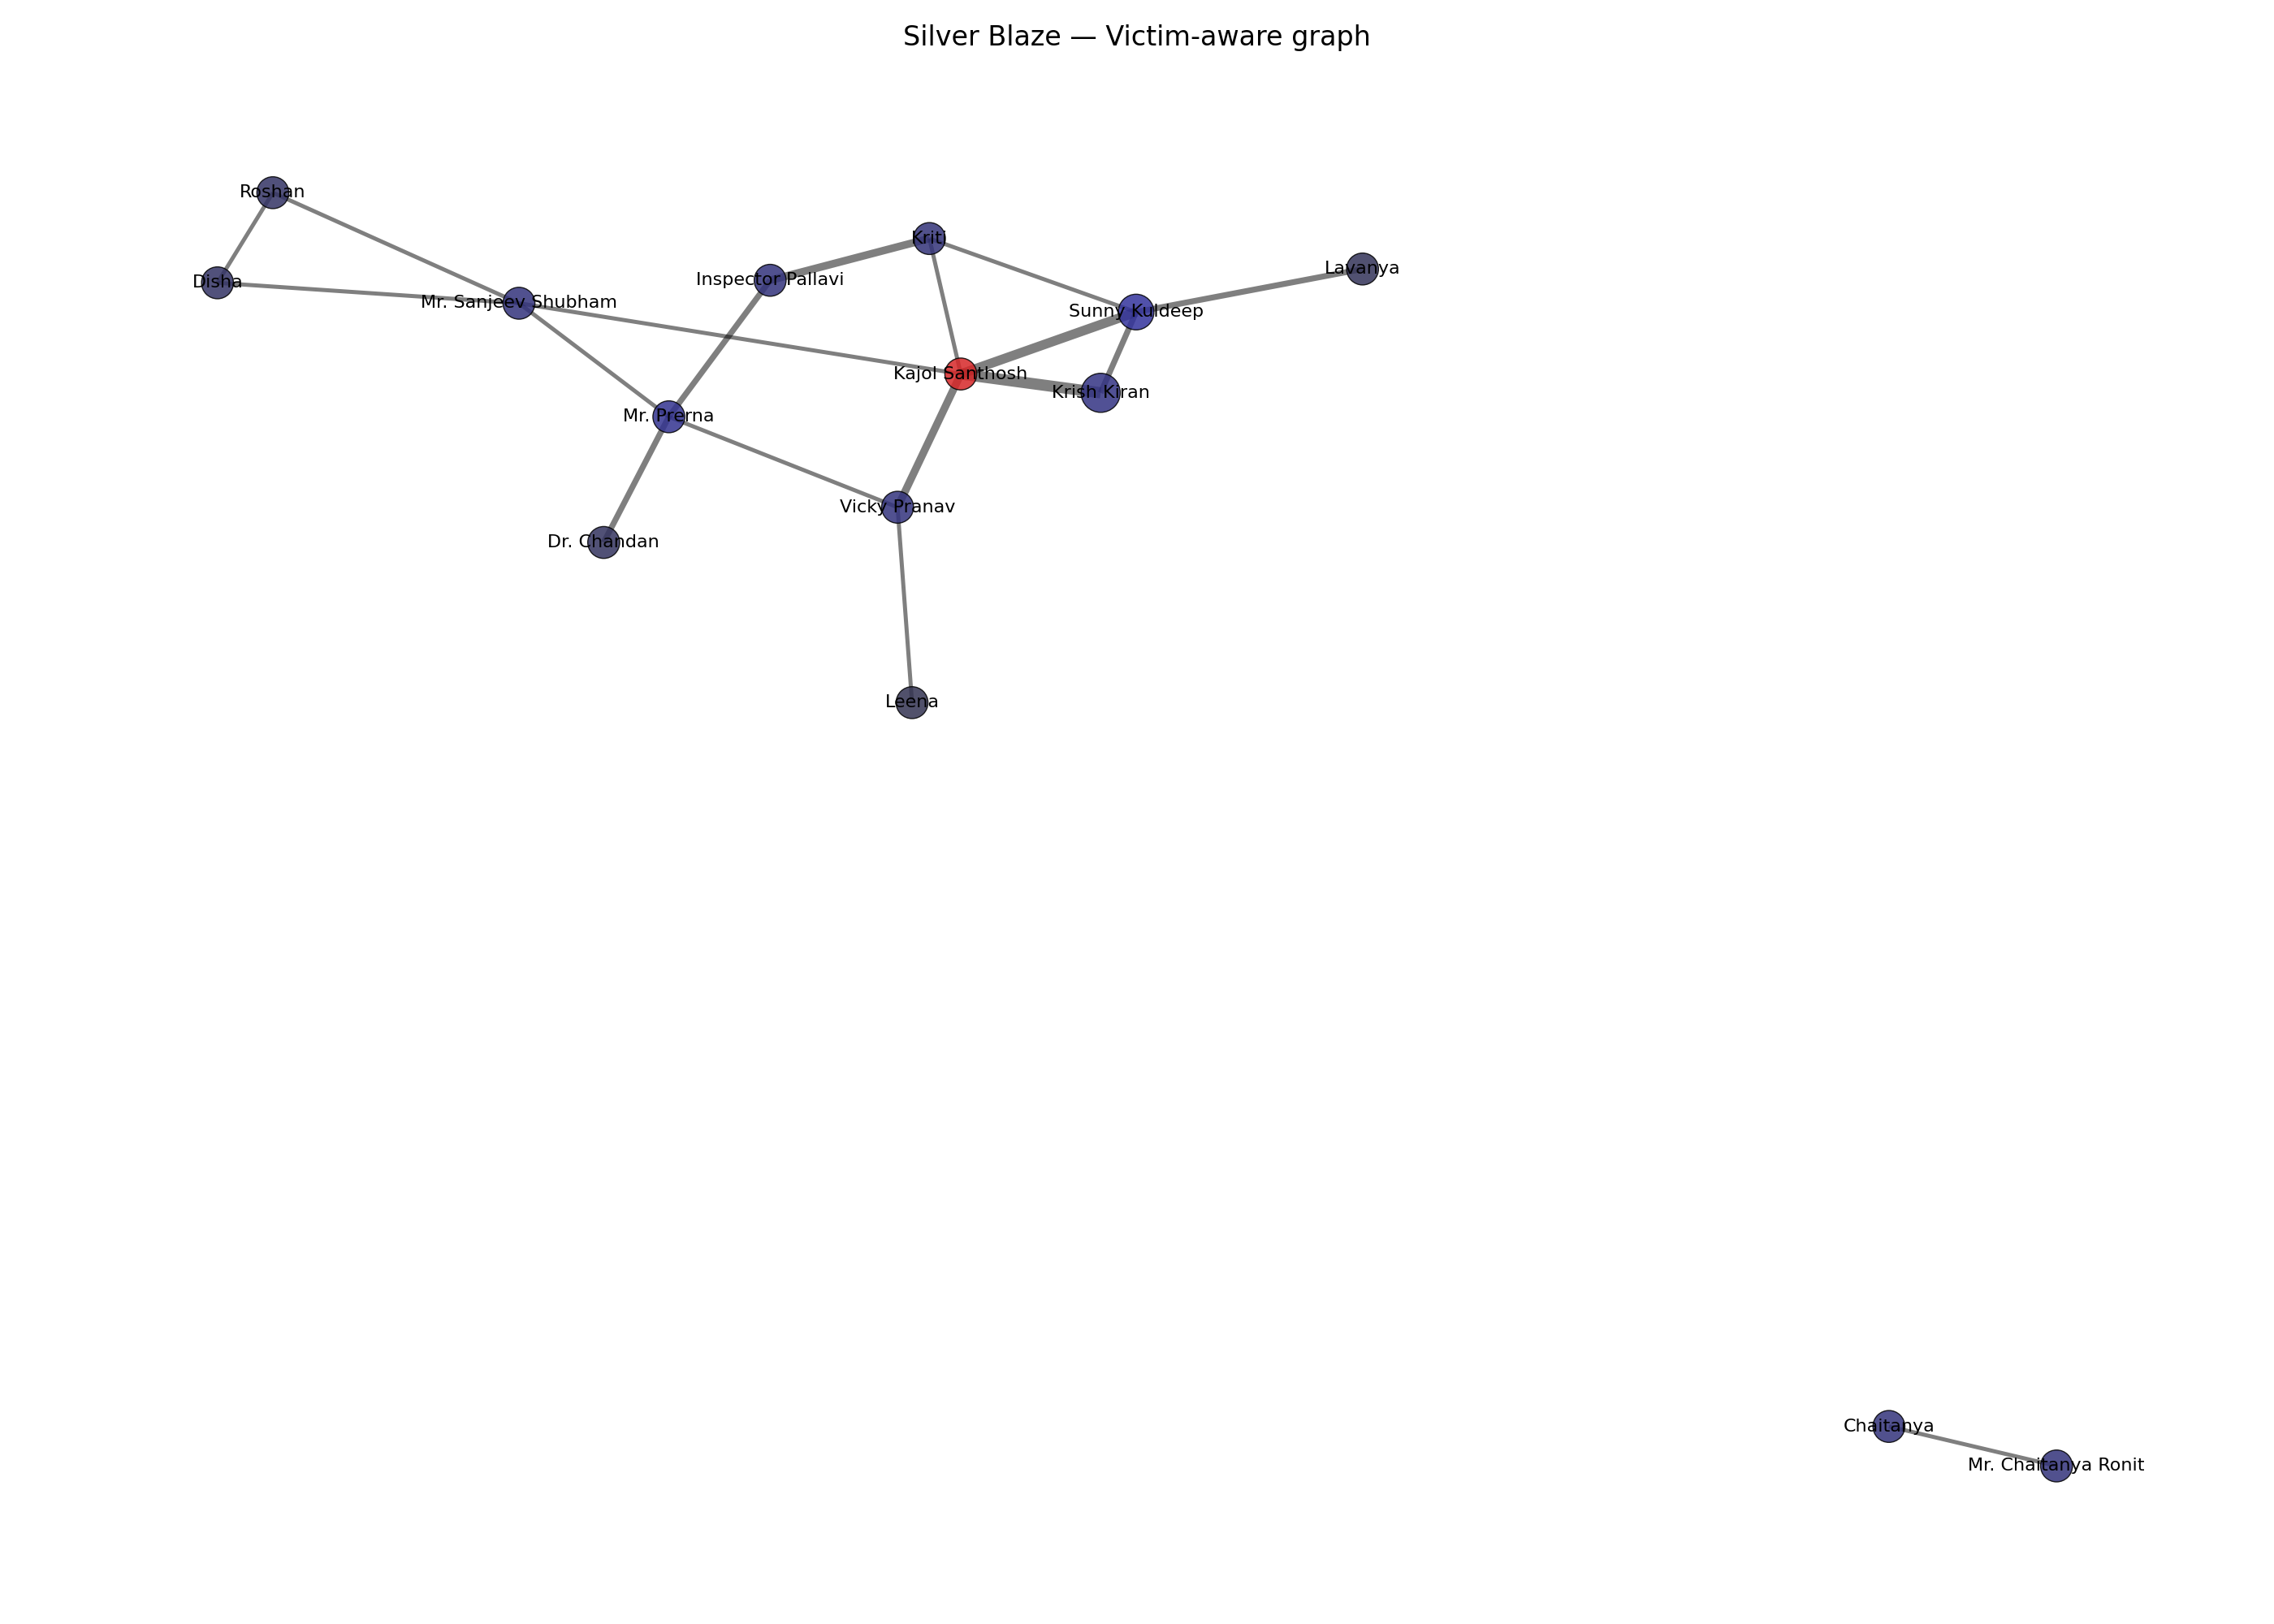 Silver Blaze — Victim-aware graph
Roshan
Kriti
Lavanya
Inspector Pallavi
Disha
Mr. Sanjeev Shubham
Sunny Kuldeep
Kajol Santhosh
Krish Kiran
Mr. Prerna
Vicky Pranav
Dr. Chandan
Leena
Chaitanya
Mr. Chaitanya Ronit